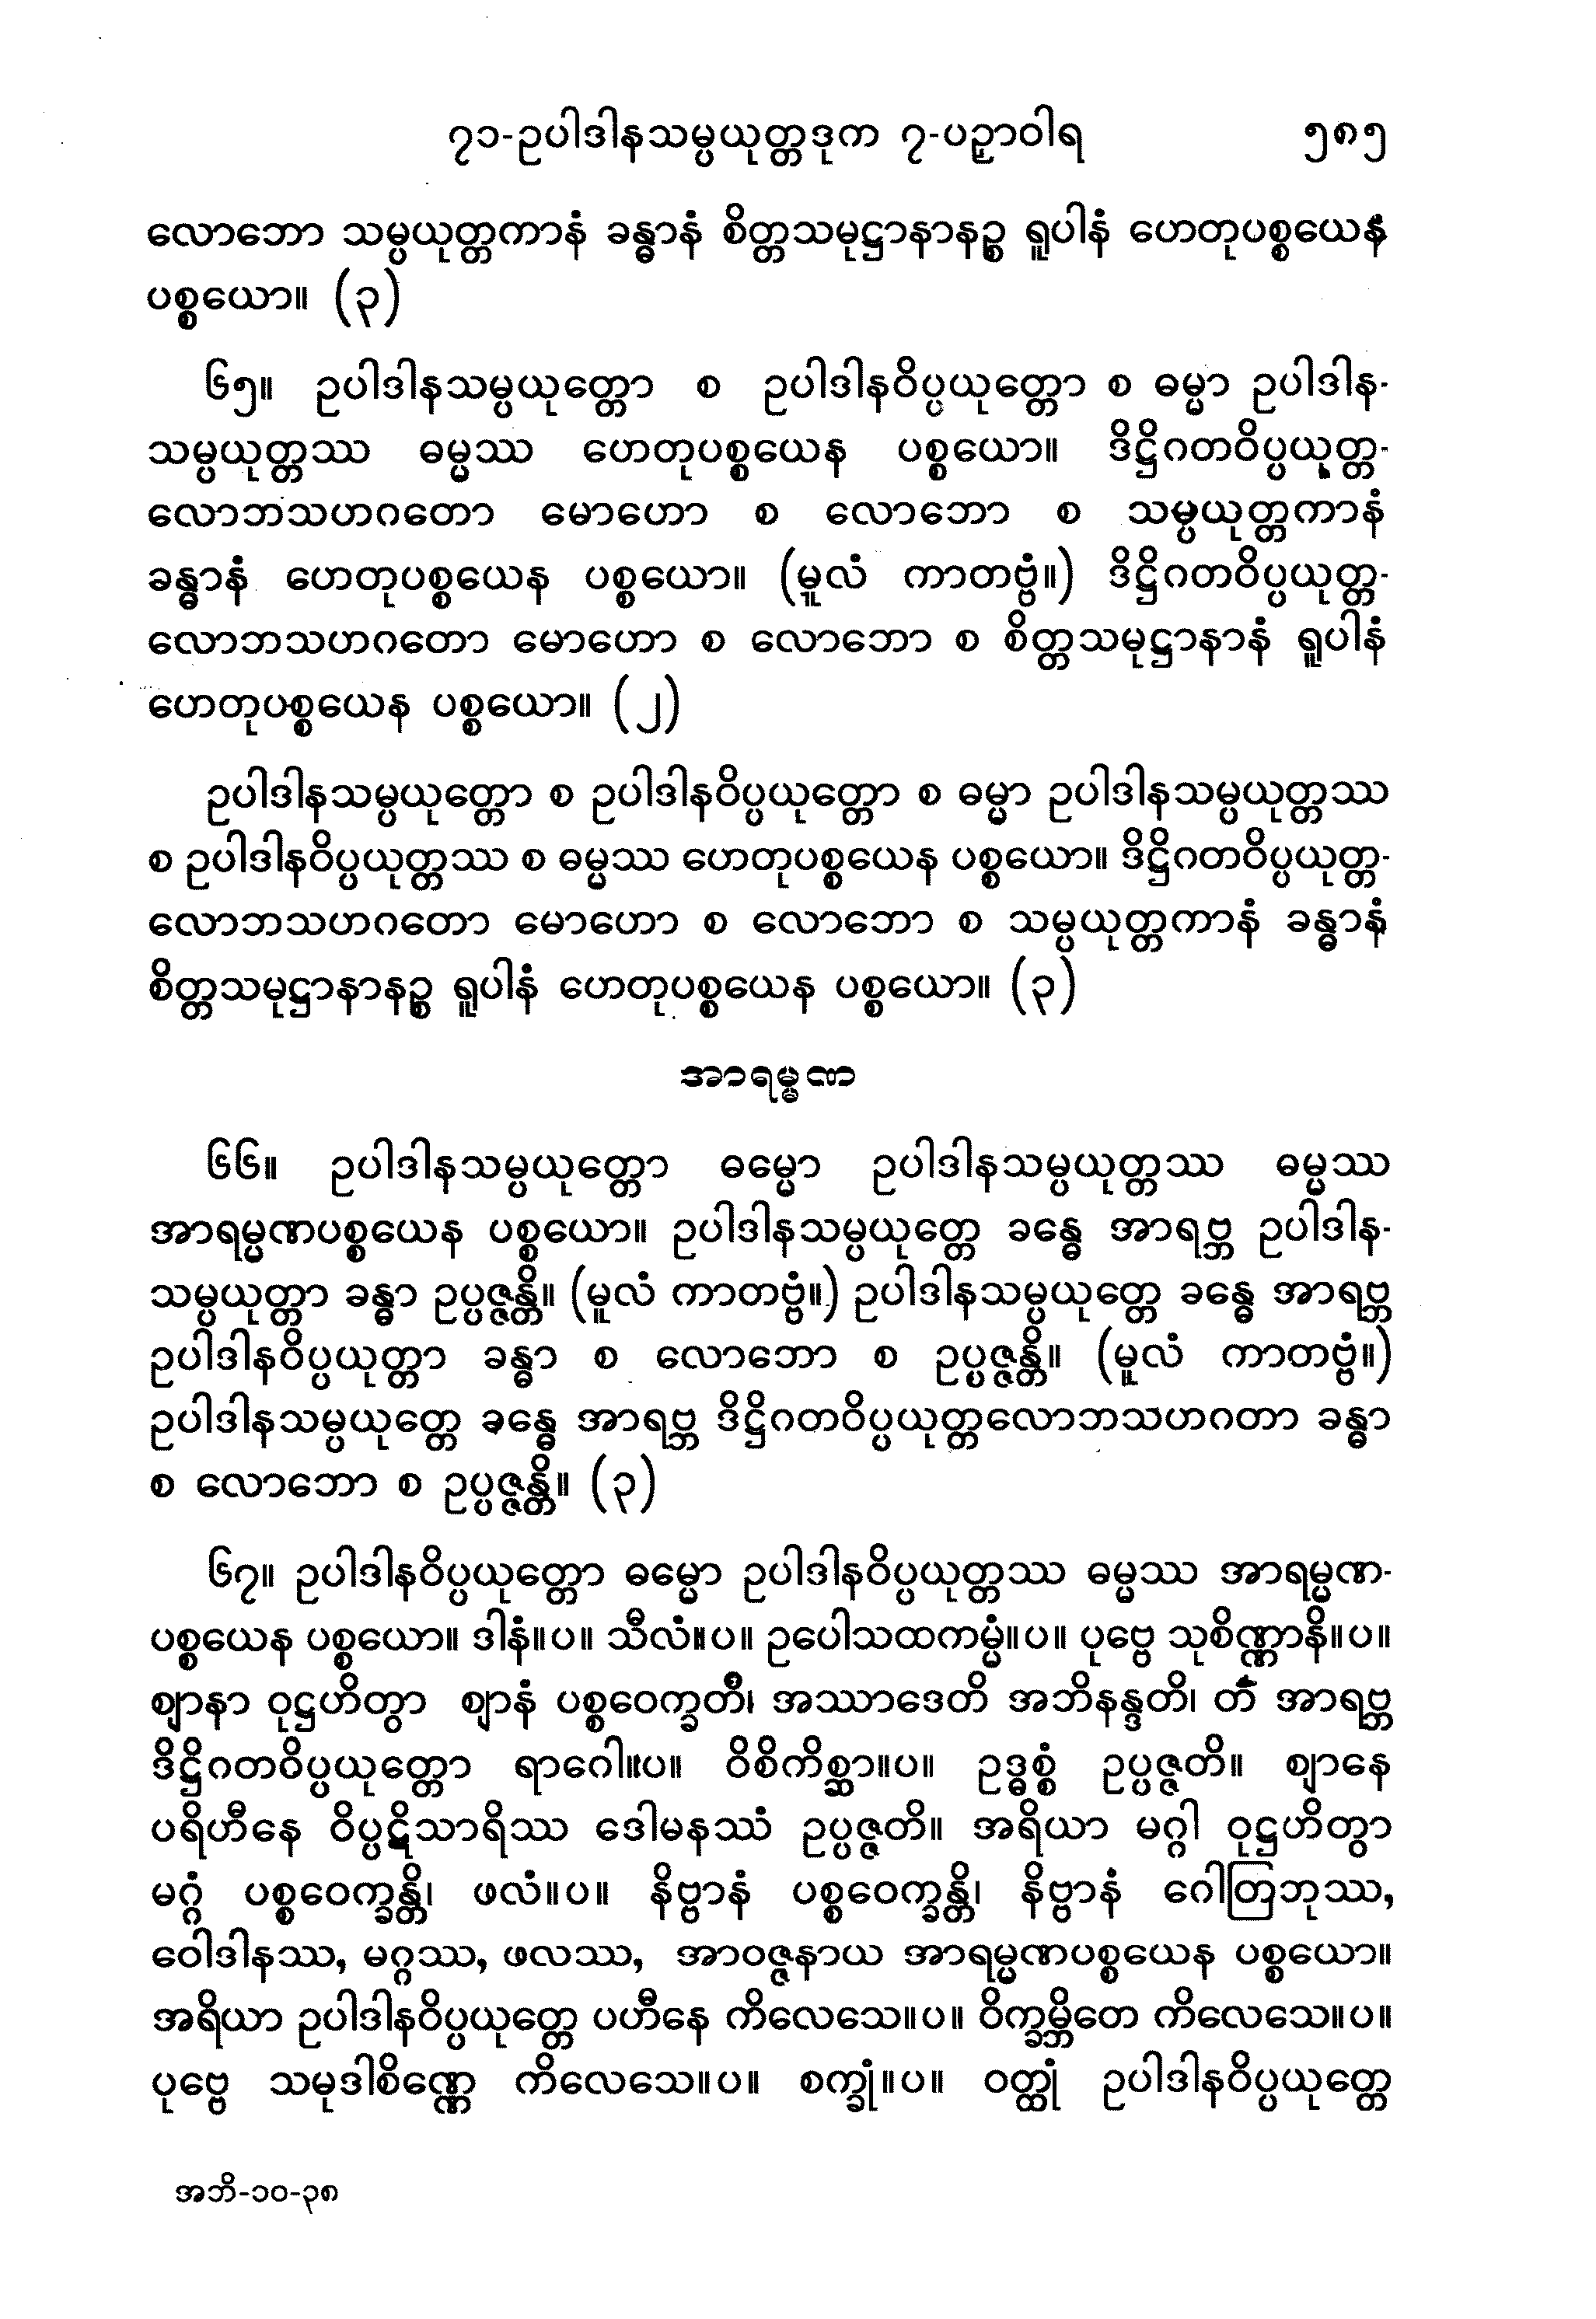 ၇၁-ဥပါဒါနသမ္ပယုတ္တဒုက ၇-ပဉှာဝါရ ၅၈၅
လောဘော သမ္ပယုတ္တကာနံ ခန္ဓာနံ စိတ္တသမုဋ္ဌာနာနဉ္စ ရူပါနံ ဟေတုပစ္စယေန
ပစ္စယော။ (၃)
၆၅။ ဥပါဒါနသမ္ပယုတ္တော စ ဥပါဒါနဝိပ္ပယုတ္တော စ ဓမ္မာ ဥပါဒါန-
သမ္ပယုတ္တဿ ဓမ္မဿ ဟေတုပစ္စယေန ပစ္စယော။ ဒိဋ္ဌိဂတဝိပ္ပယုတ္တ-
လောဘသဟဂတော မောဟော စ လောဘော စ သမ္ပယုတ္တကာနံ
ခန္ဓာနံ ဟေတုပစ္စယေန ပစ္စယော။ (မူလံ ကာတဗ္ဗံ။) ဒိဋ္ဌိဂတဝိပ္ပယုတ္တ-
လောဘသဟဂတော မောဟော စ လောဘော စ စိတ္တသမုဋ္ဌာနာနံ ရူပါနံ
ဟေတုပစ္စယေန ပစ္စယော။ (၂)
ဥပါဒါနသမ္ပယုတ္တော စ ဥပါဒါနဝိပ္ပယုတ္တော စ ဓမ္မာ ဥပါဒါနသမ္ပယုတ္တဿ
စ ဥပါဒါနဝိပ္ပယုတ္တဿ စ ဓမ္မဿ ဟေတုပစ္စယေန ပစ္စယော။ ဒိဋ္ဌိဂတဝိပ္ပယုတ္တ-
လောဘသဟဂတော မောဟော စ လောဘော စ သမ္ပယုတ္တကာနံ ခန္ဓာနံ
စိတ္တသမုဋ္ဌာနာနဉ္စ ရူပါနံ ဟေတုပစ္စယေန ပစ္စယော။ (၃)
အာရမ္မဏ
၆၆။ ဥပါဒါနသမ္ပယုတ္တော ဓမ္မော ဥပါဒါနသမ္ပယုတ္တဿ ဓမ္မဿ
အာရမ္မဏပစ္စယေန ပစ္စယော။ ဥပါဒါနသမ္ပယုတ္တေ ခန္ဓေ အာရဗ္ဘ ဥပါဒါန-
သမ္ပယုတ္တာ ခန္ဓာ ဥပ္ပဇ္ဇန္တိ။ (မူလံ ကာတဗ္ဗံ။) ဥပါဒါနသမ္ပယုတ္တေ ခန္ဓေ အာရဗ္ဘ
ဥပါဒါနဝိပ္ပယုတ္တာ ခန္ဓာ စ လောဘော စ ဥပ္ပဇ္ဇန္တိ။ (မူလံ ကာတဗ္ဗံ။)
ဥပါဒါနသမ္ပယုတ္တေ ခန္ဓေ အာရဗ္ဘ ဒိဋ္ဌိဂတဝိပ္ပယုတ္တလောဘသဟဂတာ ခန္ဓာ
စ လောဘော စ ဥပ္ပဇ္ဇန္တိ။ (၃)
၆၇။ ဥပါဒါနဝိပ္ပယုတ္တော ဓမ္မော ဥပါဒါနဝိပ္ပယုတ္တဿ ဓမ္မဿ အာရမ္မဏ-
ပစ္စယေန ပစ္စယော။ ဒါနံ။ပ။ သီလံ။ပ။ ဥပေါသထကမ္မံ။ပ။ ပုဗ္ဗေ သုစိဏ္ဏာနိ။ပ။
ဈာနာ ဝုဋ္ဌဟိတွာ ဈာနံ ပစ္စဝေက္ခတိ၊ အဿာဒေတိ အဘိနန္ဒတိ၊ တံ အာရဗ္ဘ
ဒိဋ္ဌိဂတဝိပ္ပယုတ္တော ရာဂေါ။ပ။ ဝိစိကိစ္ဆာ။ပ။ ဥဒ္ဓစ္စံ ဥပ္ပဇ္ဇတိ။ ဈာနေ
ပရိဟီနေ ဝိပ္ပဋိသာရိဿ ဒေါမနဿံ ဥပ္ပဇ္ဇတိ။ အရိယာ မဂ္ဂါ ဝုဋ္ဌဟိတွာ
မဂ္ဂံ ပစ္စဝေက္ခန္တိ၊ ဖလံ။ပ။ နိဗ္ဗာနံ ပစ္စဝေက္ခန္တိ၊ နိဗ္ဗာနံ ဂေါတြဘုဿ,
ဝေါဒါနဿ, မဂ္ဂဿ, ဖလဿ, အာဝဇ္ဇနာယ အာရမ္မဏပစ္စယေန ပစ္စယော။
အရိယာ ဥပါဒါနဝိပ္ပယုတ္တေ ပဟီနေ ကိလေသေ။ပ။ ဝိက္ခမ္ဘိတေ ကိလေသေ။ပ။
ပုဗ္ဗေ သမုဒါစိဏ္ဏေ ကိလေသေ။ပ။ စက္ခုံ။ပ။ ဝတ္ထုံ ဥပါဒါနဝိပ္ပယုတ္တေ
အဘိ-၁၀-၃၈